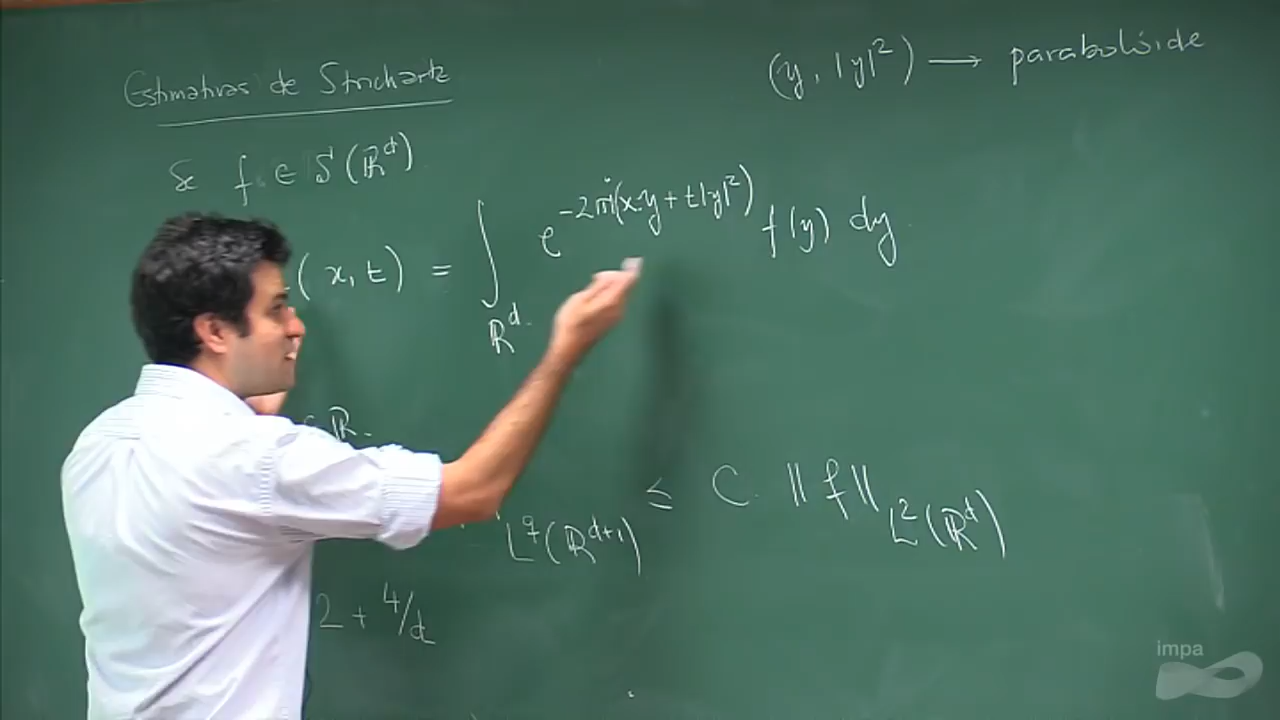 (y, |y|²) ⟶ parabolóide
Estimativas de Strichartz
Se f ∈ S(ℝᵈ)
(x, t) = ∫_{ℝᵈ} e^{-2πi(x·y + t|y|²)} f(y) dy
ℝ.
L^q(ℝ^{d+1}) ≤ C. ||f||_{L²(ℝᵈ)}
2 + 4/d
impa